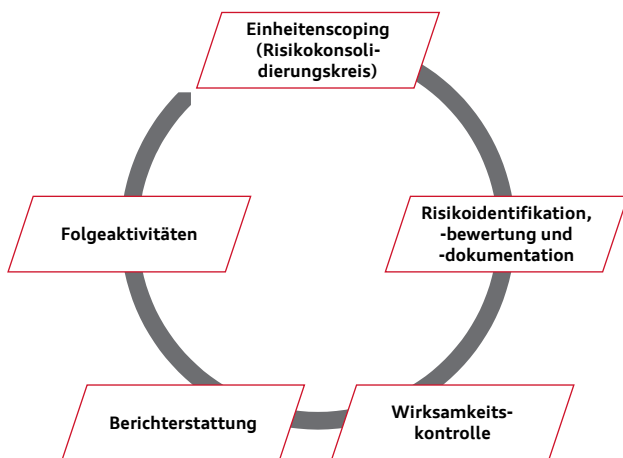 Einheitenscoping
(Risikokonsoli-
dierungskreis)
Risikoidentifikation,
-bewertung und
-dokumentation
Wirksamkeits-
kontrolle
Berichterstattung
Folgeaktivitäten